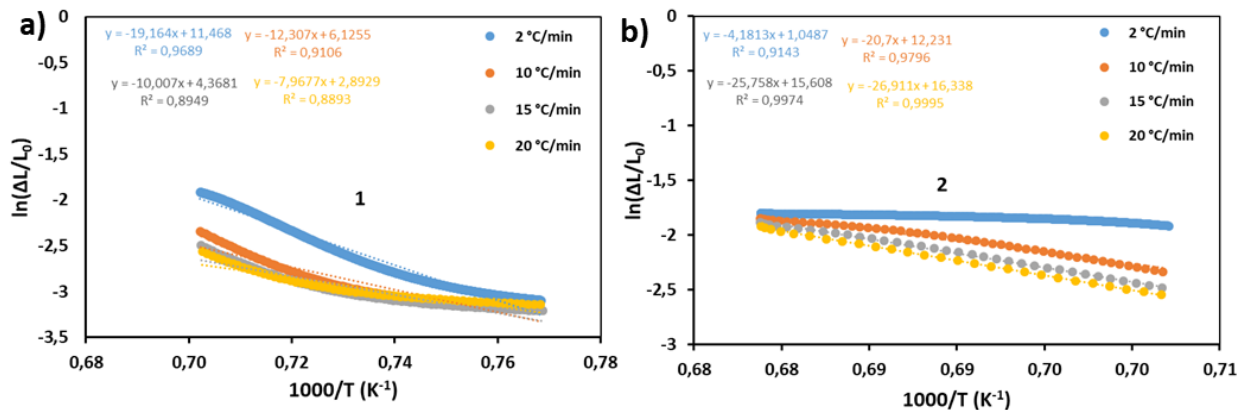 a)
y = -19,164x + 11,468
R² = 0,9689
y = -12,307x + 6,1255
R² = 0,9106
y = -10,007x + 4,3681
R² = 0,8949
y = -7,9677x + 2,8929
R² = 0,8893
2 °C/min
10 °C/min
15 °C/min
20 °C/min
1
0
-0,5
-1
-1,5
-2
-2,5
-3
-3,5
ln(ΔL/L₀)
0,68
0,70
0,72
0,74
0,76
0,78
1000/T (K⁻¹)
b)
y = -4,1813x + 1,0487
R² = 0,9143
y = -20,7x + 12,231
R² = 0,9796
y = -25,758x + 15,608
R² = 0,9974
y = -26,911x + 16,338
R² = 0,9995
2 °C/min
10 °C/min
15 °C/min
20 °C/min
2
0
-0,5
-1
-1,5
-2
-2,5
-3
ln(ΔL/L₀)
0,68
0,68
0,69
0,69
0,70
0,70
0,71
1000/T (K⁻¹)